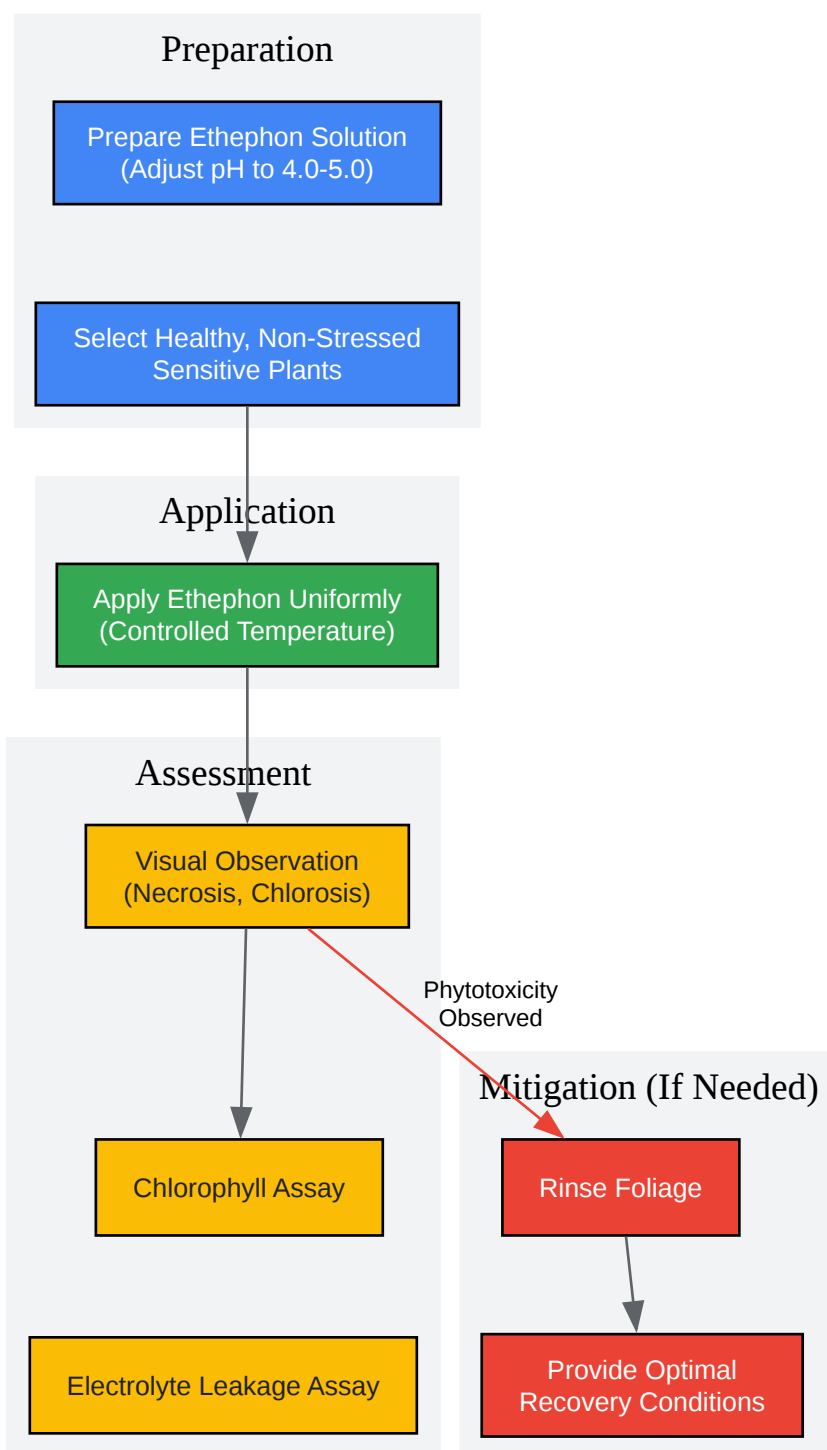 Preparation
Prepare Ethephon Solution
(Adjust pH to 4.0-5.0)
Select Healthy, Non-Stressed
Sensitive Plants
Application
Apply Ethephon Uniformly
(Controlled Temperature)
Assessment
Visual Observation
(Necrosis, Chlorosis)
Phytotoxicity
Observed
Mitigation (If Needed)
Chlorophyll Assay
Rinse Foliage
Electrolyte Leakage Assay
Provide Optimal
Recovery Conditions